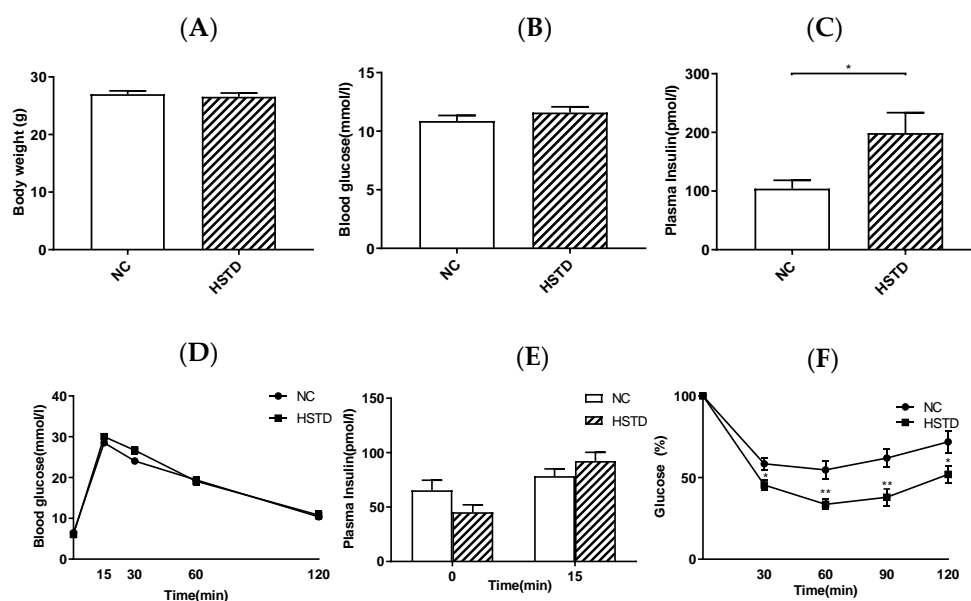 (A)
(B)
(C)
30
20
10
0
Body weight (g)
NC
HSTD
15
10
5
0
Blood glucose(mmol/l)
NC
HSTD
300
200
100
0
Plasma Insulin(pmol/l)
*
NC
HSTD
(D)
(E)
(F)
40
30
20
10
0
Blood glucose(mmol/l)
NC
HSTD
15 30 60 120
Time(min)
150
100
50
0
Plasma Insulin(pmol/l)
NC
HSTD
0 15
Time(min)
100
50
0
Glucose (%)
NC
HSTD
*
**
**
*
30 60 90 120
Time(min)